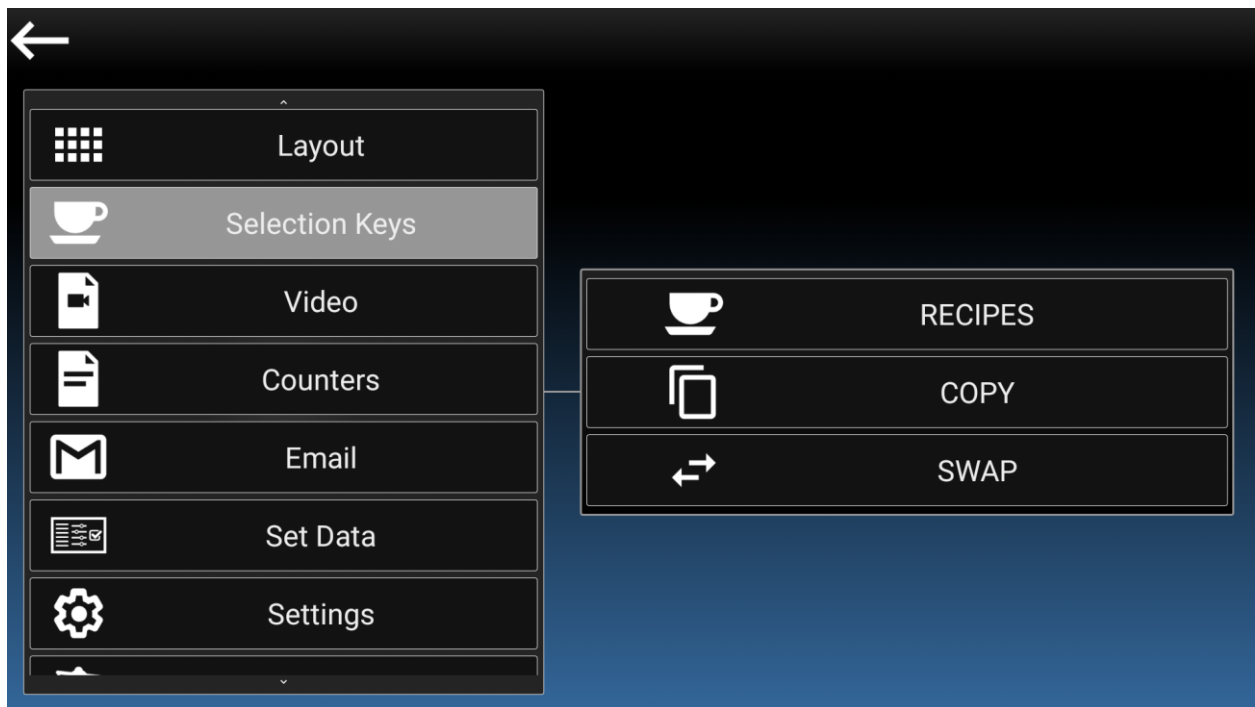 Layout
Selection Keys
Video
Counters
Email
Set Data
Settings
RECIPES
COPY
SWAP